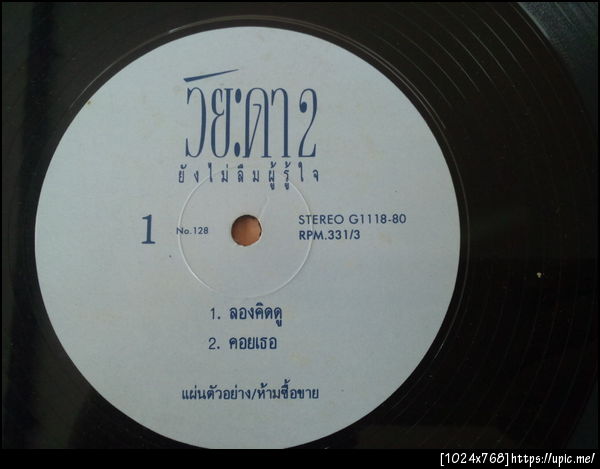 วิยะดา 2
ยังไม่ลืมผู้รู้ใจ
1 No.128 STEREO G1118-80
RPM.331/3
1. ลองคิดดู
2. คอยเธอ
แผ่นตัวอย่าง/ห้ามซื้อขาย
[1024x768]https://upic.me/